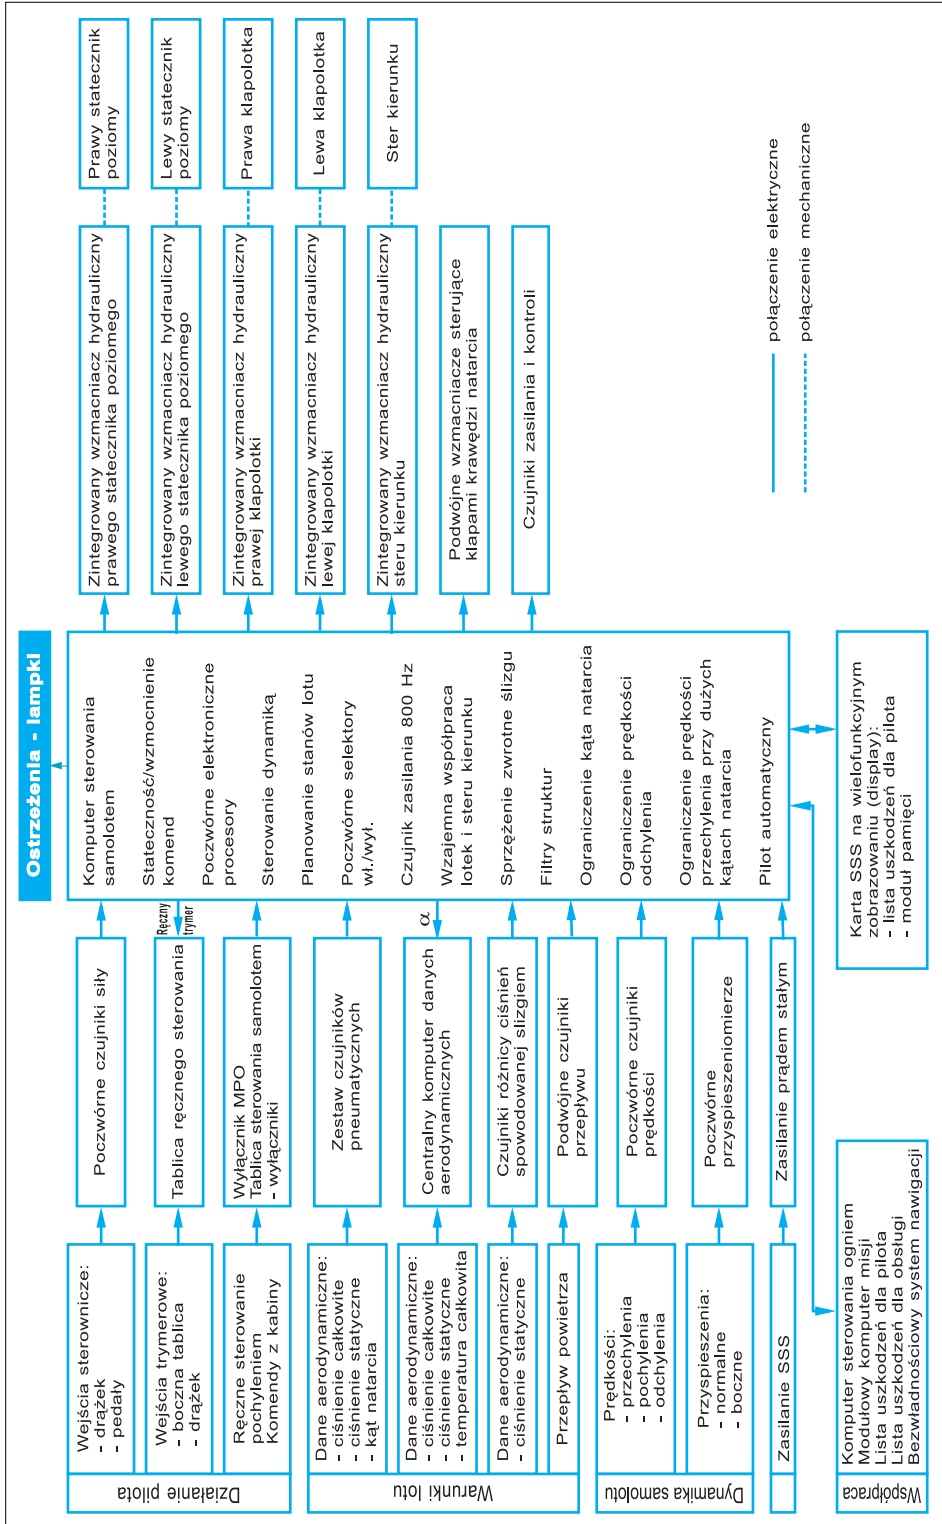 Ostrzeżenia - lampki
Działanie pilota
Wejścia sterownicze:
- drążek
- pedały
Poczwórne czujniki siły
Wejścia trymerowe:
- boczna tablica
- drążek
Tablica ręcznego sterowania
Ręczny
trymer
Ręczne sterowanie
pochyleniem
Komendy z kabiny
Wyłącznik MPO
Tablica sterowania samolotem
- wyłączniki
Warunki lotu
Dane aerodynamiczne:
- ciśnienie całkowite
- ciśnienie statyczne
- kąt natarcia
Zestaw czujników
pneumatycznych
Dane aerodynamiczne:
- ciśnienie całkowite
- ciśnienie statyczne
- temperatura całkowita
Centralny komputer danych
aerodynamicznych
α
Dane aerodynamiczne:
- ciśnienie statyczne
Czujniki różnicy ciśnień
spowodowanej slizgiem
Przepływ powietrza
Podwójne czujniki
przepływu
Dynamika samolotu
Prędkości:
- przechylenia
- pochylenia
- odchylenia
Poczwórne czujniki
prędkości
Przyspieszenia:
- normalne
- boczne
Poczwórne
przyspieszeniomierze
Zasilanie SSS
Zasilanie prądem stałym
Współpraca
Komputer sterowania ogniem
Modułowy komputer misji
Lista uszkodzeń dla pilota
Lista uszkodzeń dla obsługi
Bezwładnościowy system nawigacji
Komputer sterowania
samolotem
Stateczność/wzmocnienie
komend
Poczwórne elektroniczne
procesory
Sterowanie dynamiką
Planowanie stanów lotu
Poczwórne selektory
wł./wył.
Czujnik zasilania 800 Hz
Wzajemna współpraca
lotek i steru kierunku
Sprzężenie zwrotne ślizgu
Filtry struktur
Ograniczenie kąta natarcia
Ograniczenie prędkości
odchylenia
Ograniczenie prędkości
przechylenia przy dużych
kątach natarcia
Pilot automatyczny
Karta SSS na wielofunkcyjnym
zobrazowaniu (display):
- lista uszkodzeń dla pilota
- moduł pamięci
Zintegrowany wzmacniacz hydrauliczny
prawego statecznika poziomego
Prawy statecznik
poziomy
Zintegrowany wzmacniacz hydrauliczny
lewego statecznika poziomego
Lewy statecznik
poziomy
Zintegrowany wzmacniacz hydrauliczny
prawej klapolotki
Prawa klapolotka
Zintegrowany wzmacniacz hydrauliczny
lewej klapolotki
Lewa klapolotka
Zintegrowany wzmacniacz hydrauliczny
steru kierunku
Ster kierunku
Podwójne wzmacniacze sterujące
klapami krawędzi natarcia
Czujniki zasilania i kontroli
połączenie elektryczne
połączenie mechaniczne